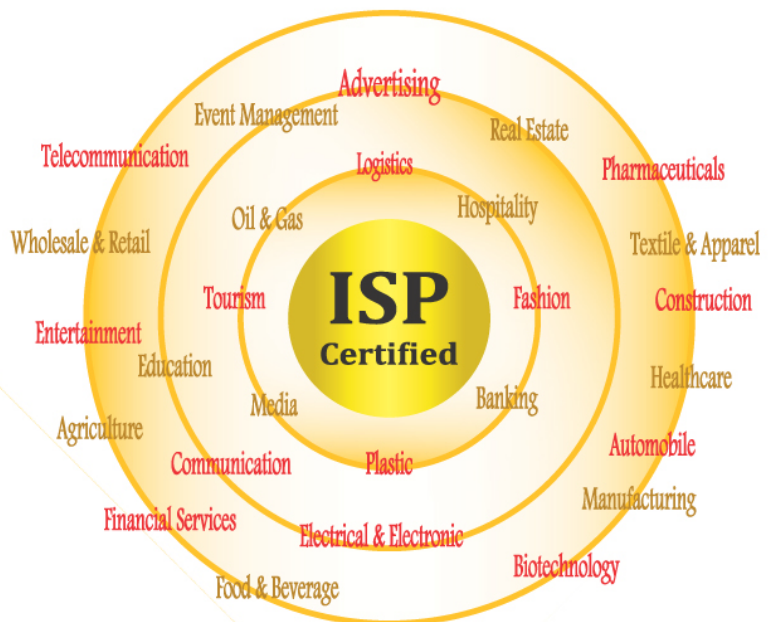 Advertising
Event Management
Real Estate
Telecommunication
Logistics
Pharmaceuticals
Oil & Gas
Hospitality
Wholesale & Retail
Textile & Apparel
Tourism
ISP
Fashion
Construction
Entertainment
Certified
Education
Healthcare
Media
Banking
Agriculture
Automobile
Communication
Plastic
Manufacturing
Financial Services
Electrical & Electronic
Biotechnology
Food & Beverage